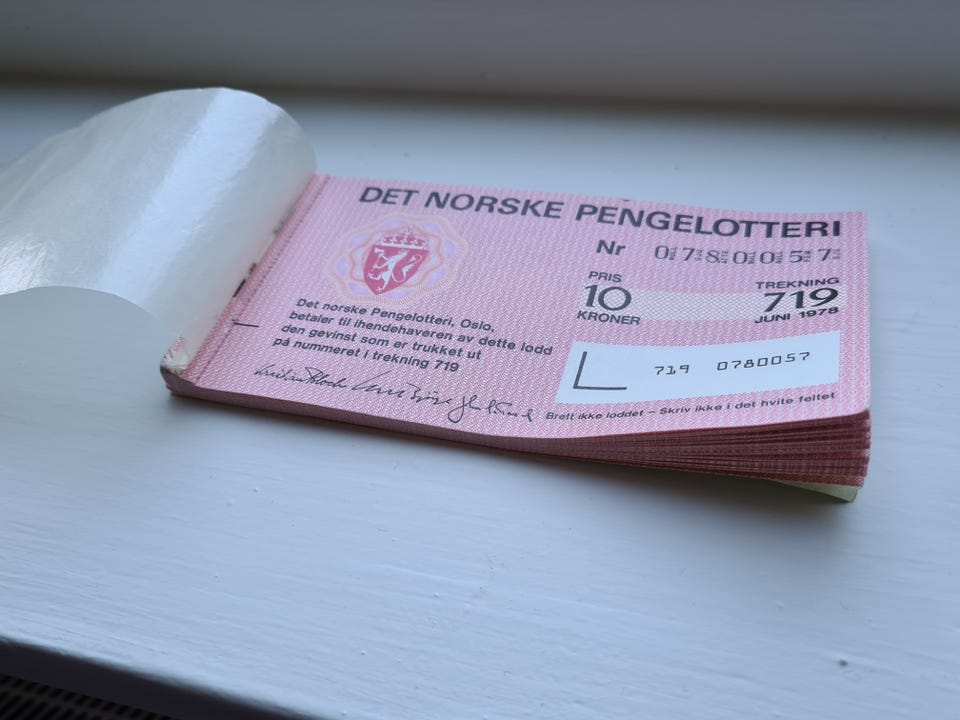 DET NORSKE PENGELOTTERI
Nr 0780057
PRIS
10
KRONER
TREKNING
719
JUNI 1978
Det norske Pengelotteri, Oslo,
betaler til ihendehaveren av dette lodd
den gevinst som er trukket ut
på nummeret i trekning 719
719 0780057
Brett ikke loddet – Skriv ikke i det hvite feltet